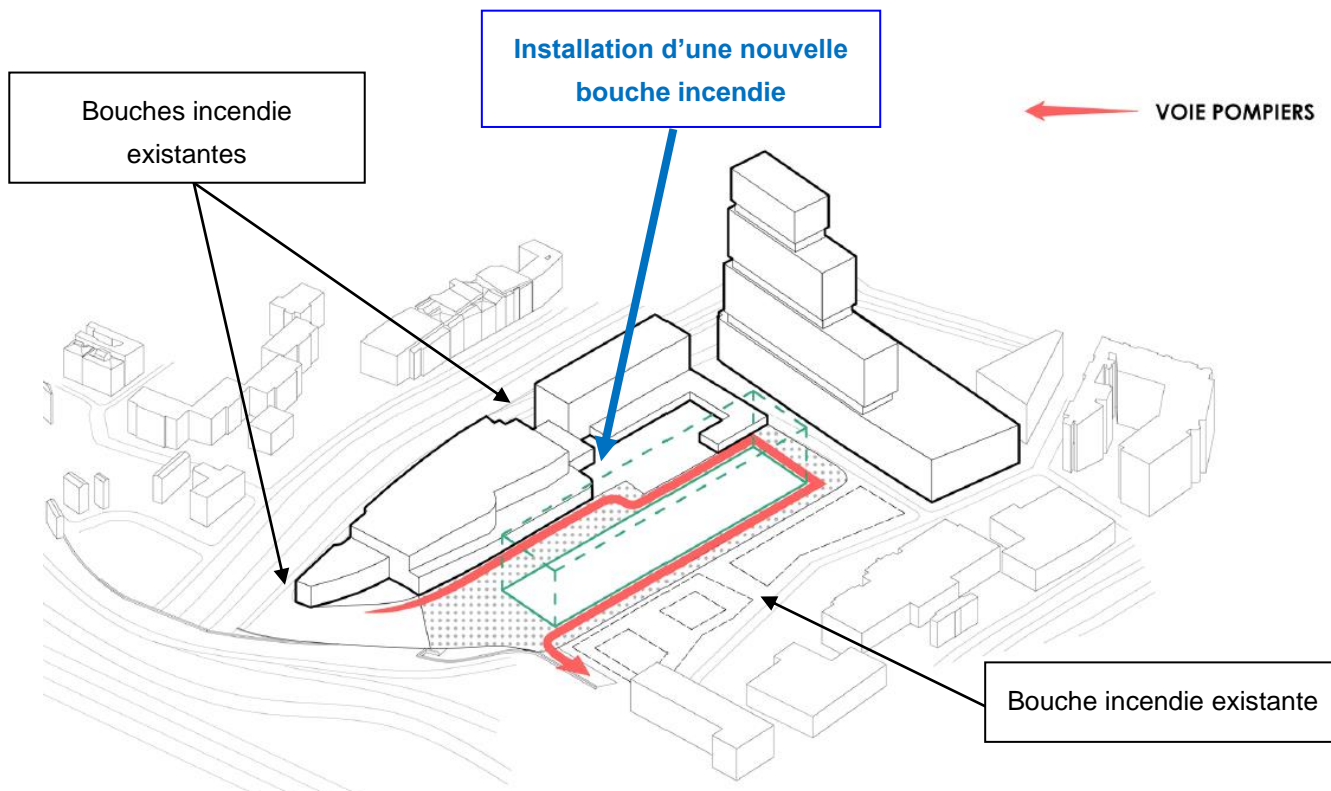 Installation d’une nouvelle
bouche incendie
Bouches incendie
existantes
VOIE POMPIERS
Bouche incendie existante